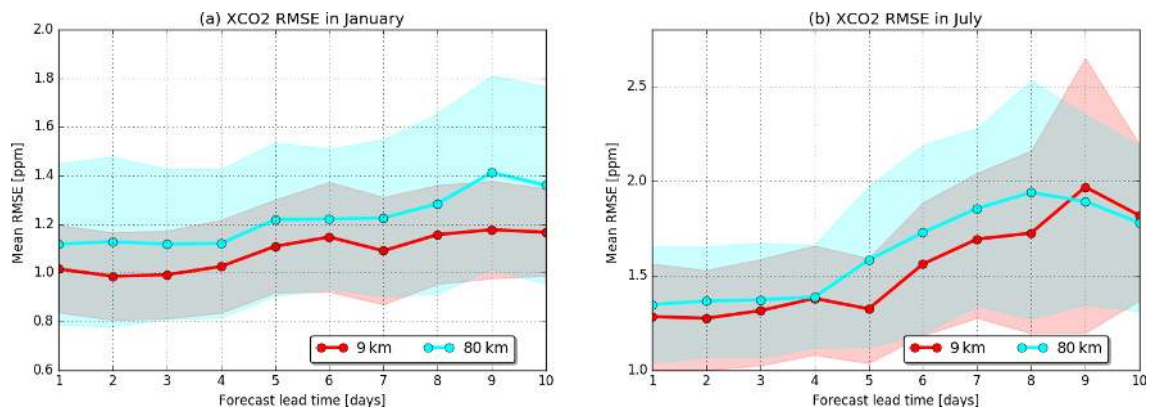 (a) XCO2 RMSE in January
Mean RMSE [ppm]
2.0
1.8
1.6
1.4
1.2
1.0
0.8
0.6
9 km 80 km
1 2 3 4 5 6 7 8 9 10
Forecast lead time [days]
(b) XCO2 RMSE in July
Mean RMSE [ppm]
2.5
2.0
1.5
1.0
9 km 80 km
1 2 3 4 5 6 7 8 9 10
Forecast lead time [days]